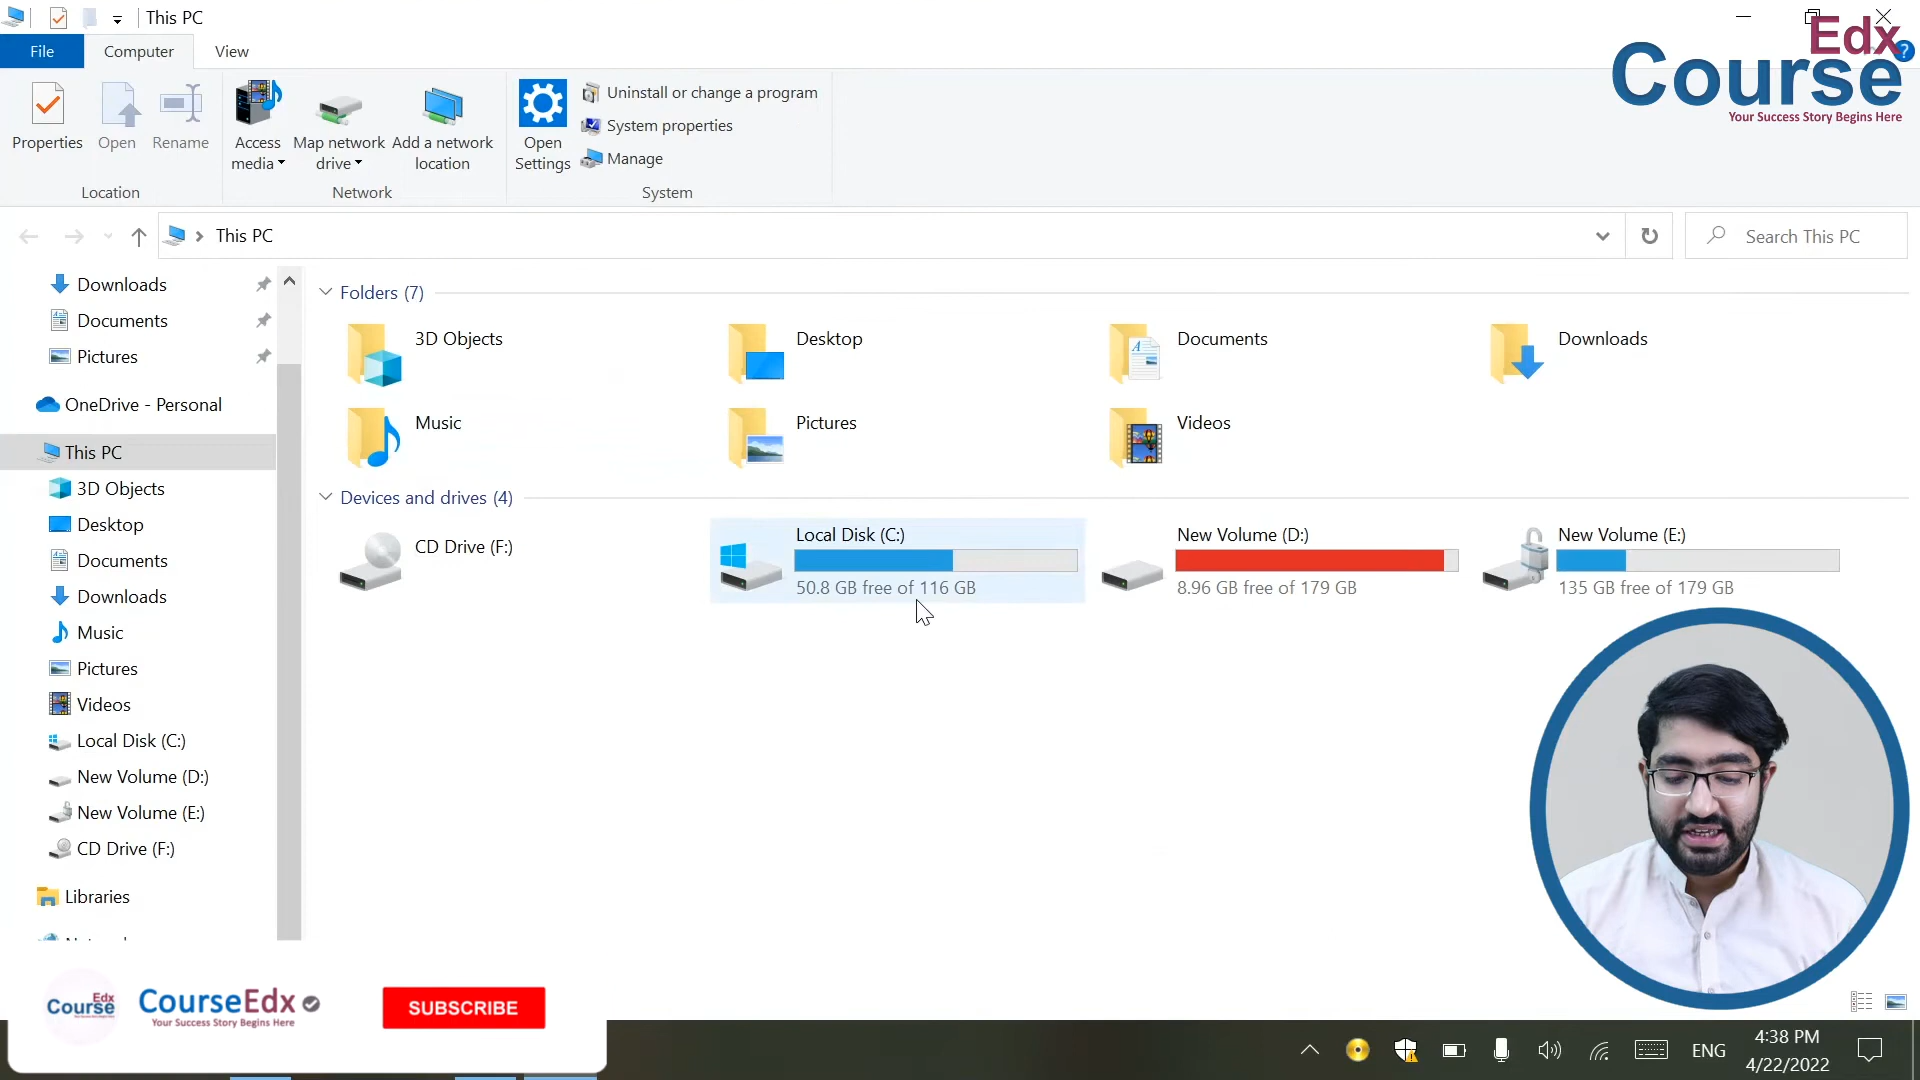 This PC
File
Computer
View
Edx
Course
Your Success Story Begins Here
Properties
Open
Rename
Access media
Map network drive
Add a network location
Open Settings
Uninstall or change a program
System properties
Manage
Location
Network
System
This PC
Search This PC
Downloads
Documents
Pictures
OneDrive - Personal
This PC
3D Objects
Desktop
Documents
Downloads
Music
Pictures
Videos
Local Disk (C:)
New Volume (D:)
New Volume (E:)
CD Drive (F:)
Libraries
Folders (7)
3D Objects
Desktop
Documents
Downloads
Music
Pictures
Videos
Devices and drives (4)
CD Drive (F:)
Local Disk (C:)
50.8 GB free of 116 GB
New Volume (D:)
8.96 GB free of 179 GB
New Volume (E:)
135 GB free of 179 GB
Edx
Course
CourseEdx
Your Success Story Begins Here
SUBSCRIBE
ENG
4:38 PM
4/22/2022